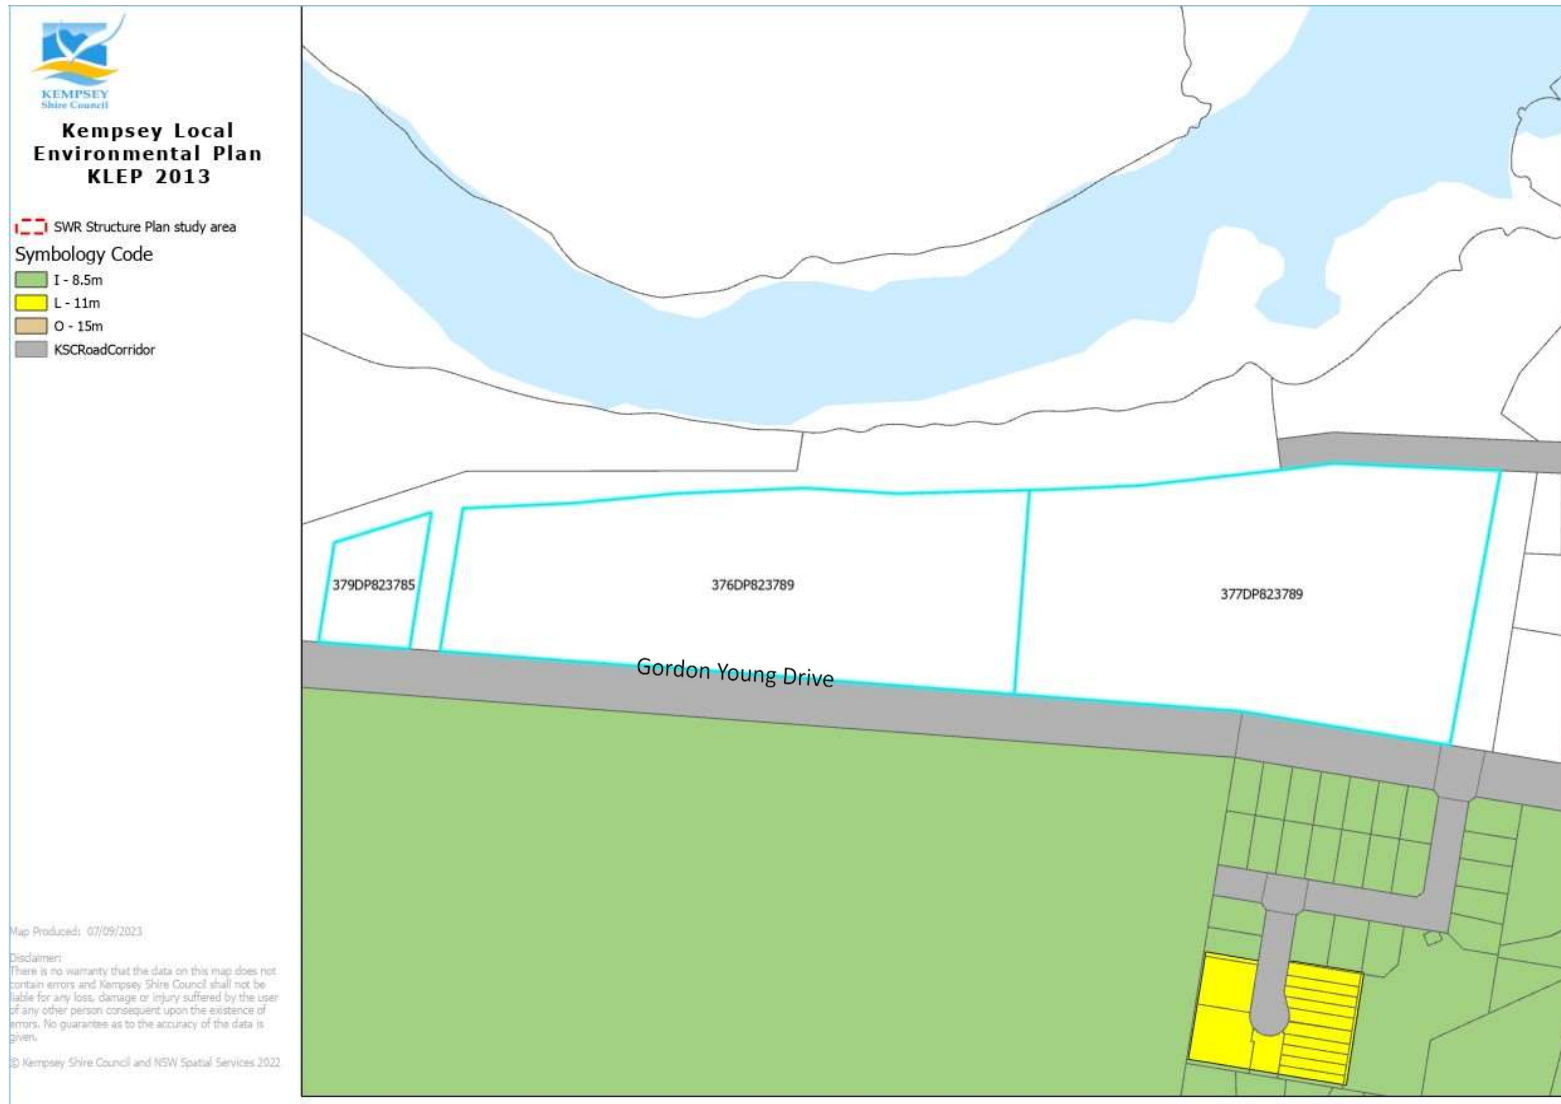 KEMPSEY
Shire Council
Kempsey Local
Environmental Plan
KLEP 2013
SWR Structure Plan study area
Symbology Code
I - 8.5m
L - 11m
O - 15m
KSCRoadCorridor
379DP823785
376DP823789
377DP823789
Gordon Young Drive
Map Produced: 07/09/2023
Disclaimer:
There is no warranty that the data on this map does not
contain errors and Kempsey Shire Council shall not be
liable for any loss, damage or injury suffered by the user
of any other person consequent upon the existence of
errors. No guarantee as to the accuracy of the data is
given.
© Kempsey Shire Council and NSW Spatial Services 2022